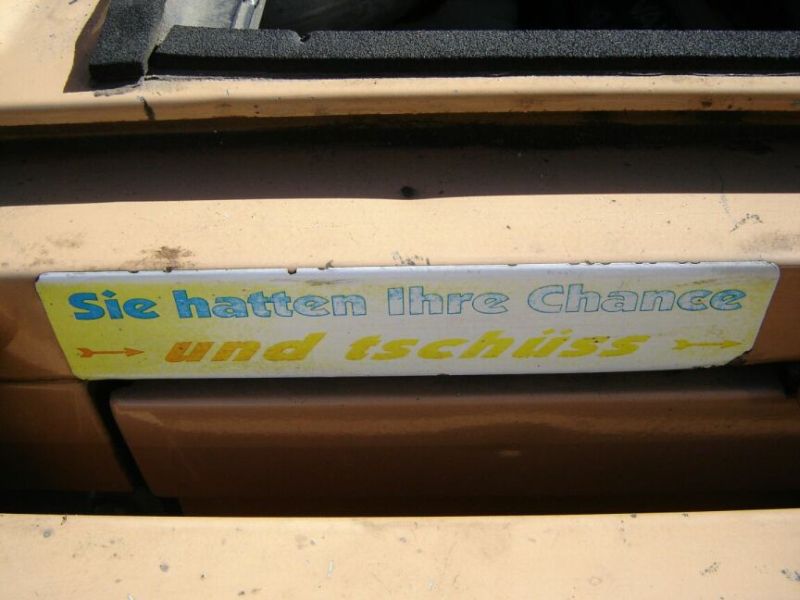 Sie hatten Ihre Chance
und tschüss